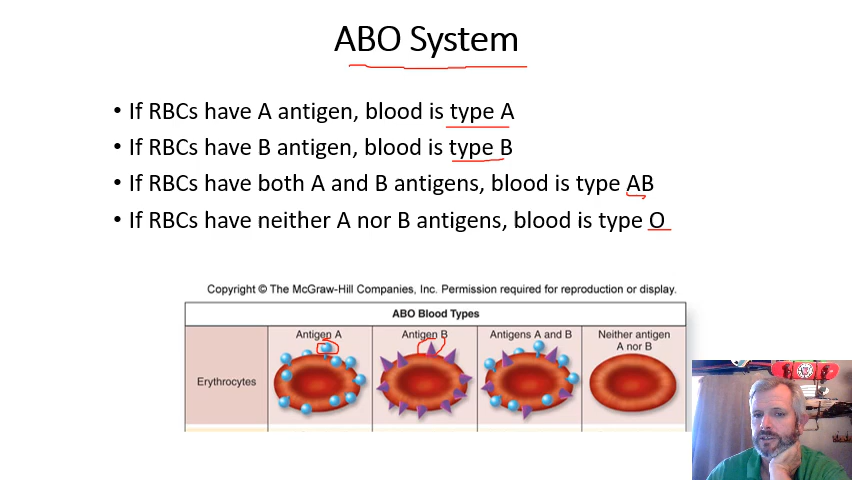 ABO System
• If RBCs have A antigen, blood is type A
• If RBCs have B antigen, blood is type B
• If RBCs have both A and B antigens, blood is type AB
• If RBCs have neither A nor B antigens, blood is type O
Copyright © The McGraw-Hill Companies, Inc. Permission required for reproduction or display.
ABO Blood Types
Antigen A
Antigen B
Antigens A and B
Neither antigen
A nor B
Erythrocytes